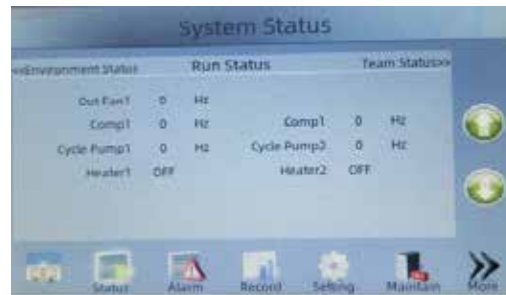 System Status
<<Environment Status Run Status Team Status>>
Out Fan1 0 Hz
Comp1 0 Hz Comp1 0 Hz
Cycle Pump1 0 Hz Cycle Pump2 0 Hz
Heater1 OFF Heater2 OFF
Status Alarm Record Setting Maintain More